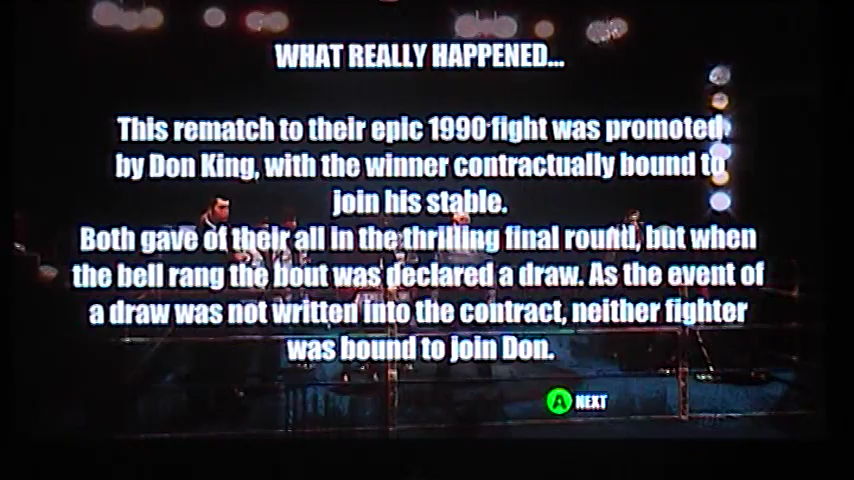 WHAT REALLY HAPPENED...
This rematch to their epic 1990 fight was promoted
by Don King, with the winner contractually bound to
join his stable.
Both gave of their all in the thrilling final round, but when
the bell rang the bout was declared a draw. As the event of
a draw was not written into the contract, neither fighter
was bound to join Don.
A NEXT